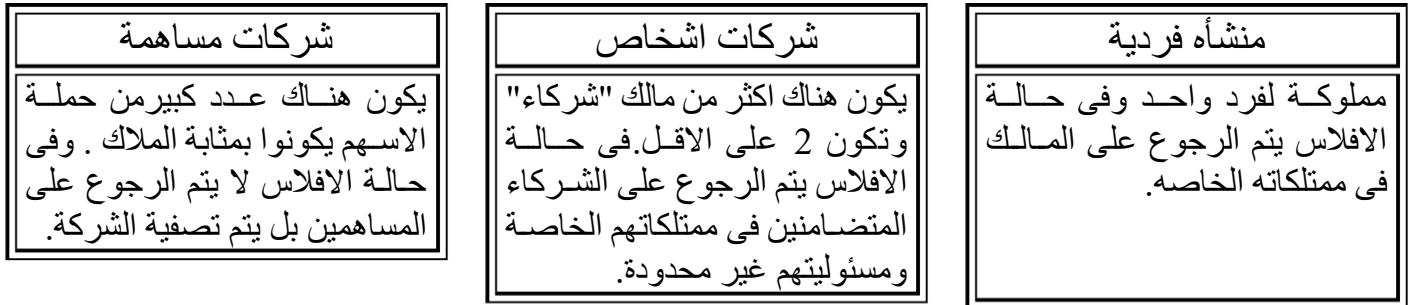 منشأه فردية
مملوكة لفرد واحد وفى حالة
الافلاس يتم الرجوع على المالك
فى ممتلكاته الخاصه.
شركات اشخاص
يكون هناك اكثر من مالك "شركاء"
وتكون 2 على الاقل.فى حالة
الافلاس يتم الرجوع على الشركاء
المتضامنين فى ممتلكاتهم الخاصة
ومسئوليتهم غير محدودة.
شركات مساهمة
يكون هناك عدد كبيرمن حملة
الاسهم يكونوا بمثابة الملاك . وفى
حالة الافلاس لا يتم الرجوع على
المساهمين بل يتم تصفية الشركة.